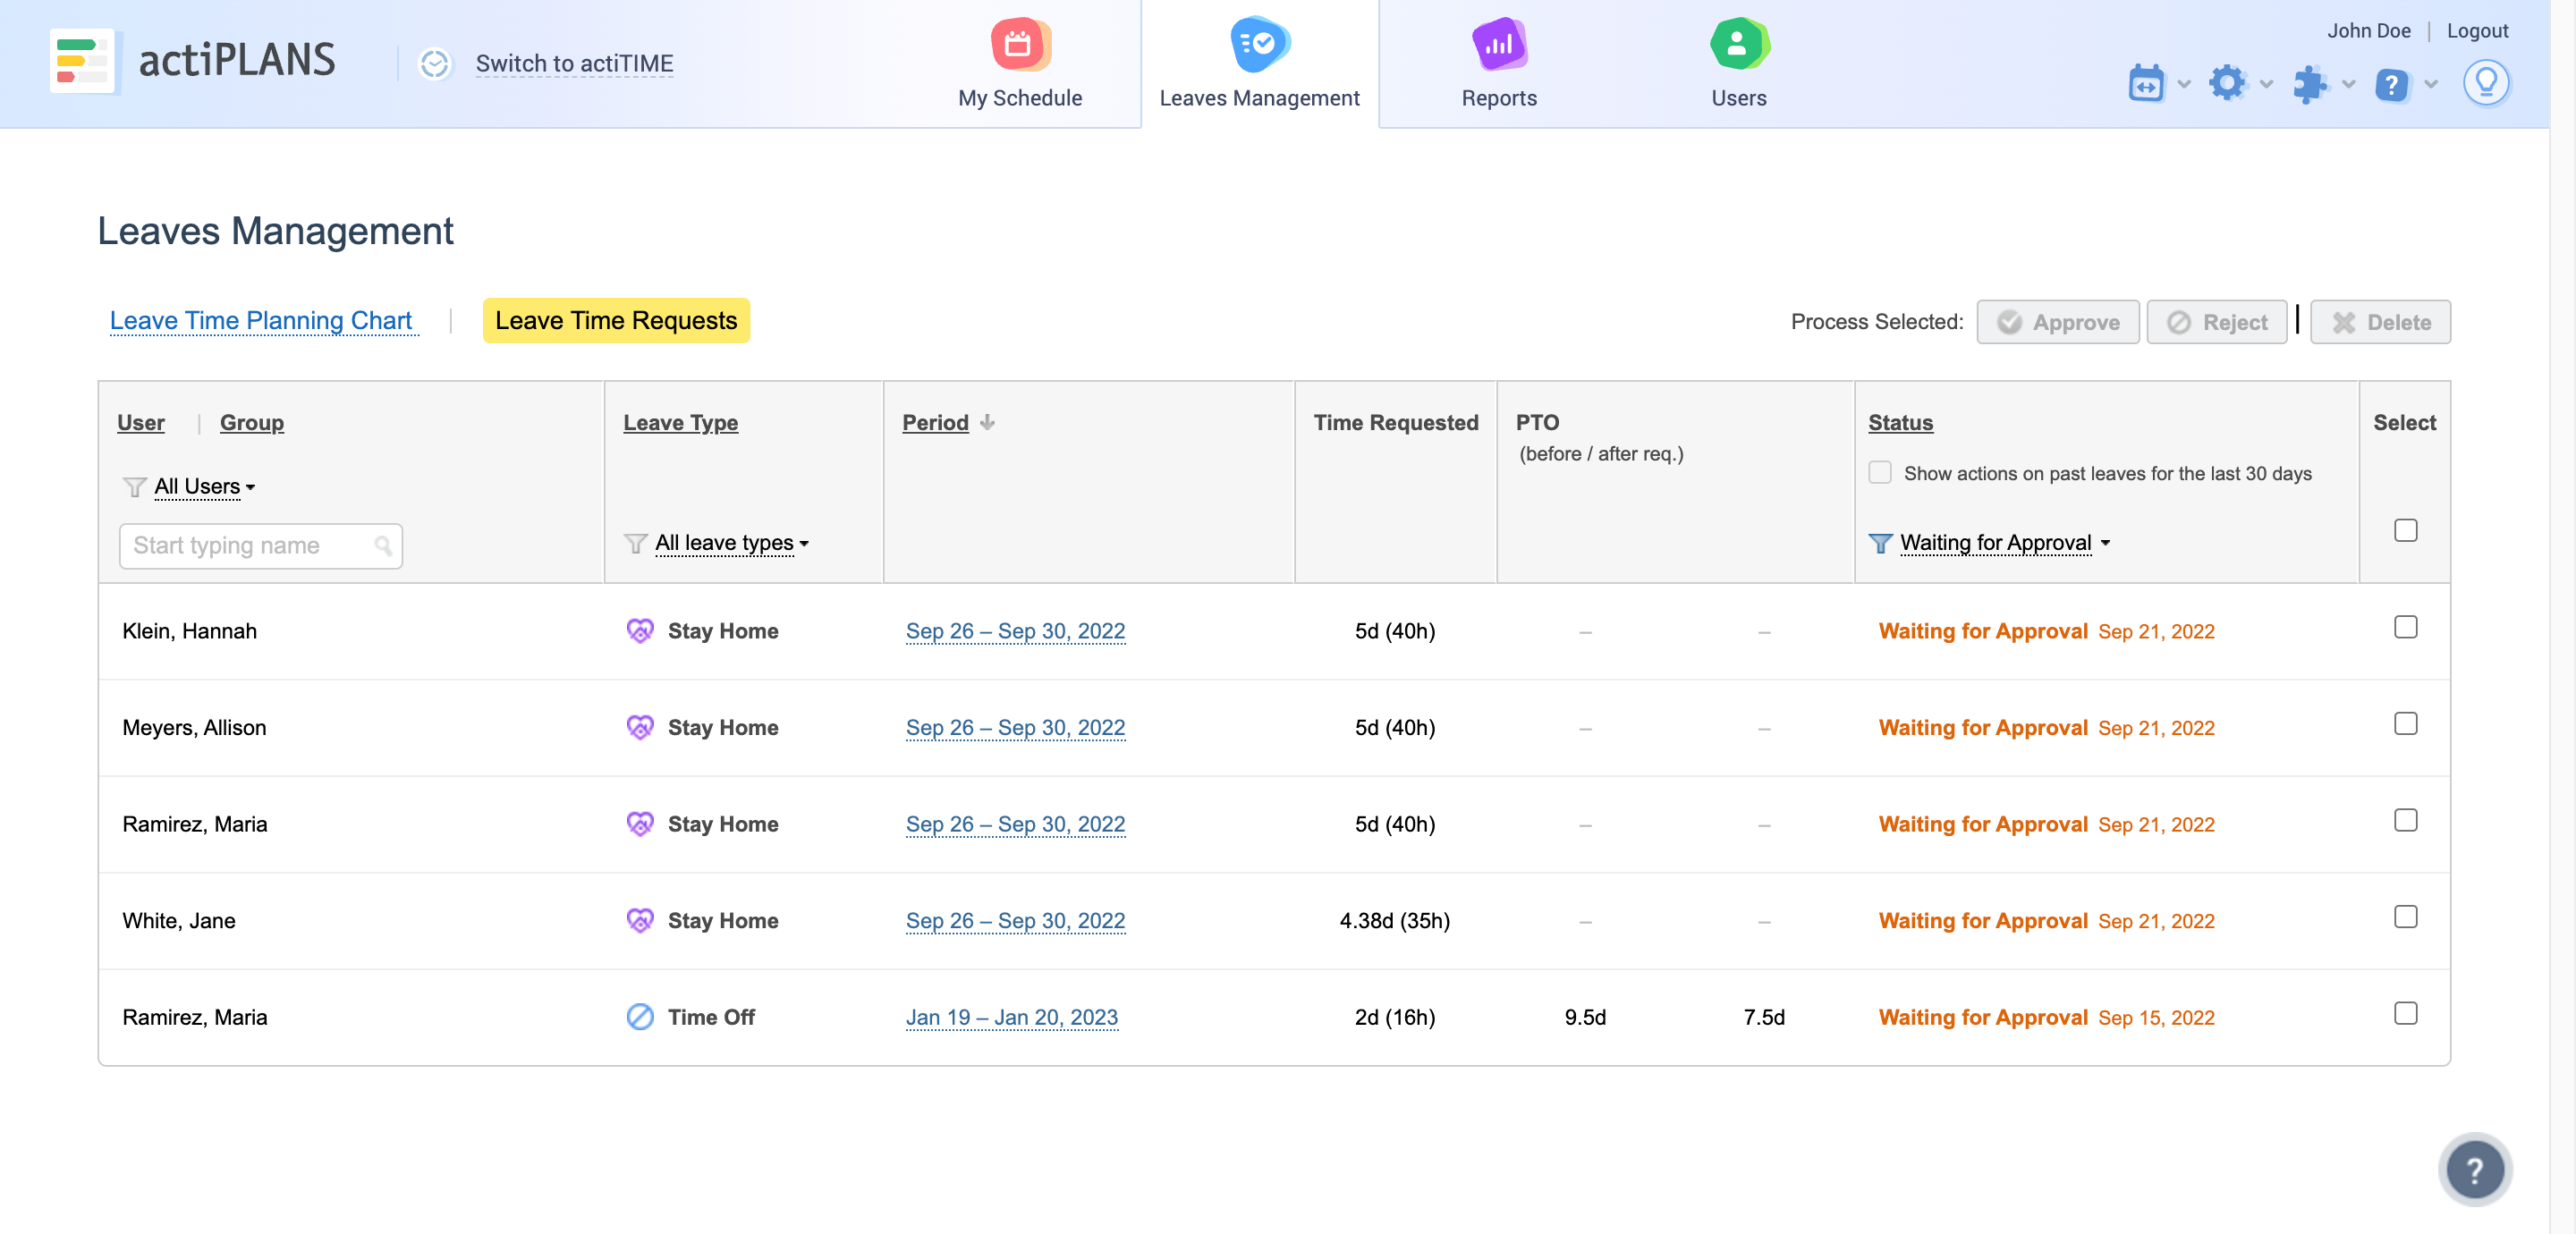 John Doe | Logout
actiPLANS
Switch to actiTIME
My Schedule
Leaves Management
Reports
Users
Leaves Management
Leave Time Planning Chart | Leave Time Requests
Process Selected: Approve Reject | Delete
User | Group Leave Type Period Time Requested PTO Status Select
(before / after req.)
Show actions on past leaves for the last 30 days
All Users
Start typing name All leave types Waiting for Approval
Klein, Hannah Stay Home Sep 26 – Sep 30, 2022 5d (40h) – – Waiting for Approval Sep 21, 2022
Meyers, Allison Stay Home Sep 26 – Sep 30, 2022 5d (40h) – – Waiting for Approval Sep 21, 2022
Ramirez, Maria Stay Home Sep 26 – Sep 30, 2022 5d (40h) – – Waiting for Approval Sep 21, 2022
White, Jane Stay Home Sep 26 – Sep 30, 2022 4.38d (35h) – – Waiting for Approval Sep 21, 2022
Ramirez, Maria Time Off Jan 19 – Jan 20, 2023 2d (16h) 9.5d 7.5d Waiting for Approval Sep 15, 2022
?